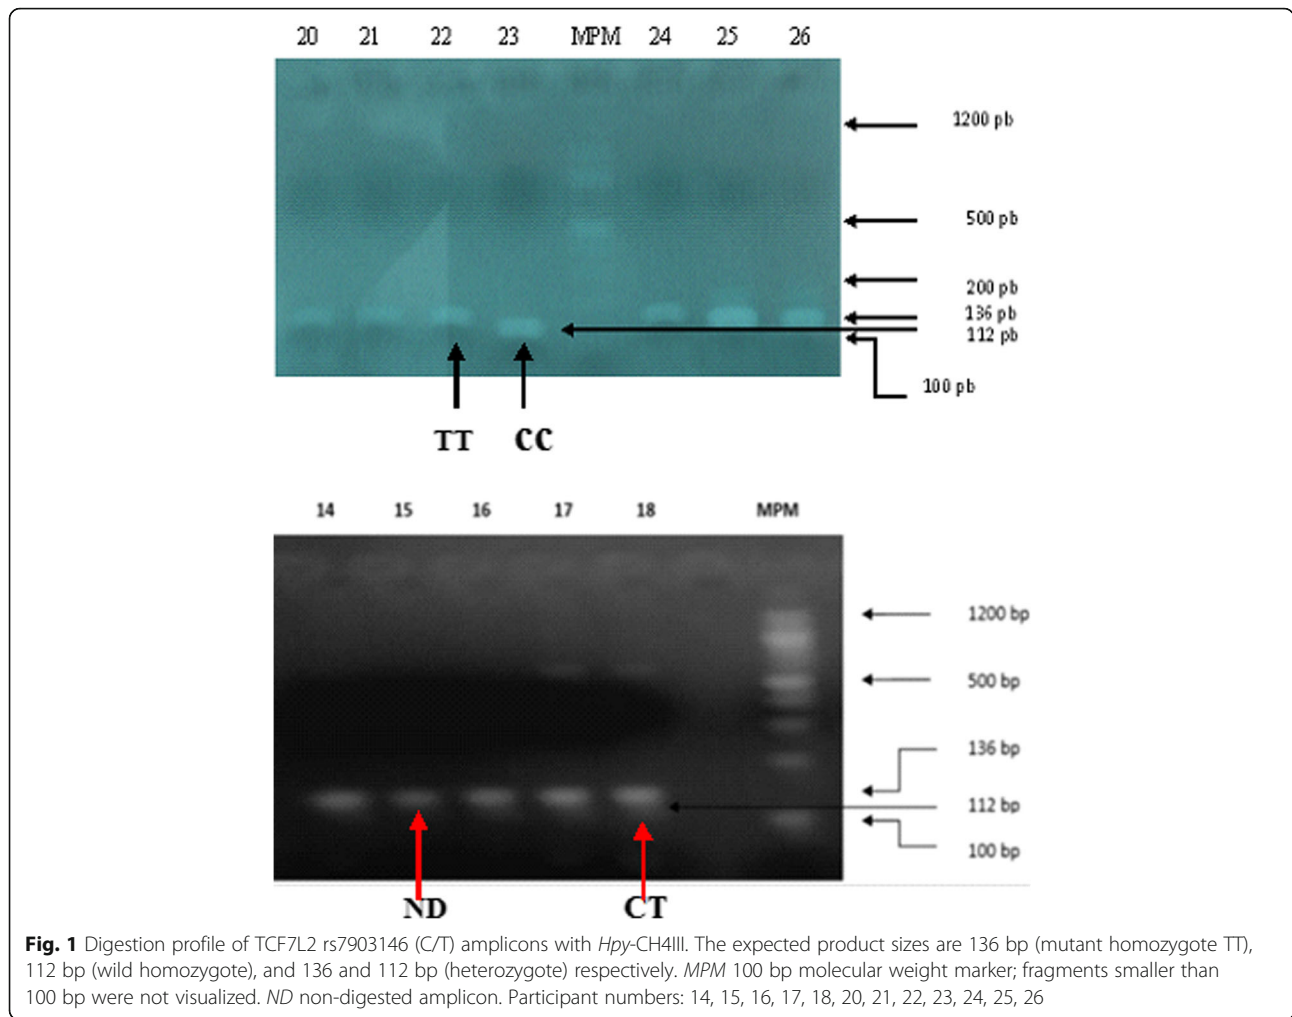 20 21 22 23 MPM 24 25 26
1200 pb
500 pb
200 pb
136 pb
112 pb
100 pb
TT CC
14 15 16 17 18 MPM
1200 bp
500 bp
136 bp
112 bp
100 bp
ND CT
Fig. 1 Digestion profile of TCF7L2 rs7903146 (C/T) amplicons with Hpy-CH4III. The expected product sizes are 136 bp (mutant homozygote TT),
112 bp (wild homozygote), and 136 and 112 bp (heterozygote) respectively. MPM 100 bp molecular weight marker; fragments smaller than
100 bp were not visualized. ND non-digested amplicon. Participant numbers: 14, 15, 16, 17, 18, 20, 21, 22, 23, 24, 25, 26